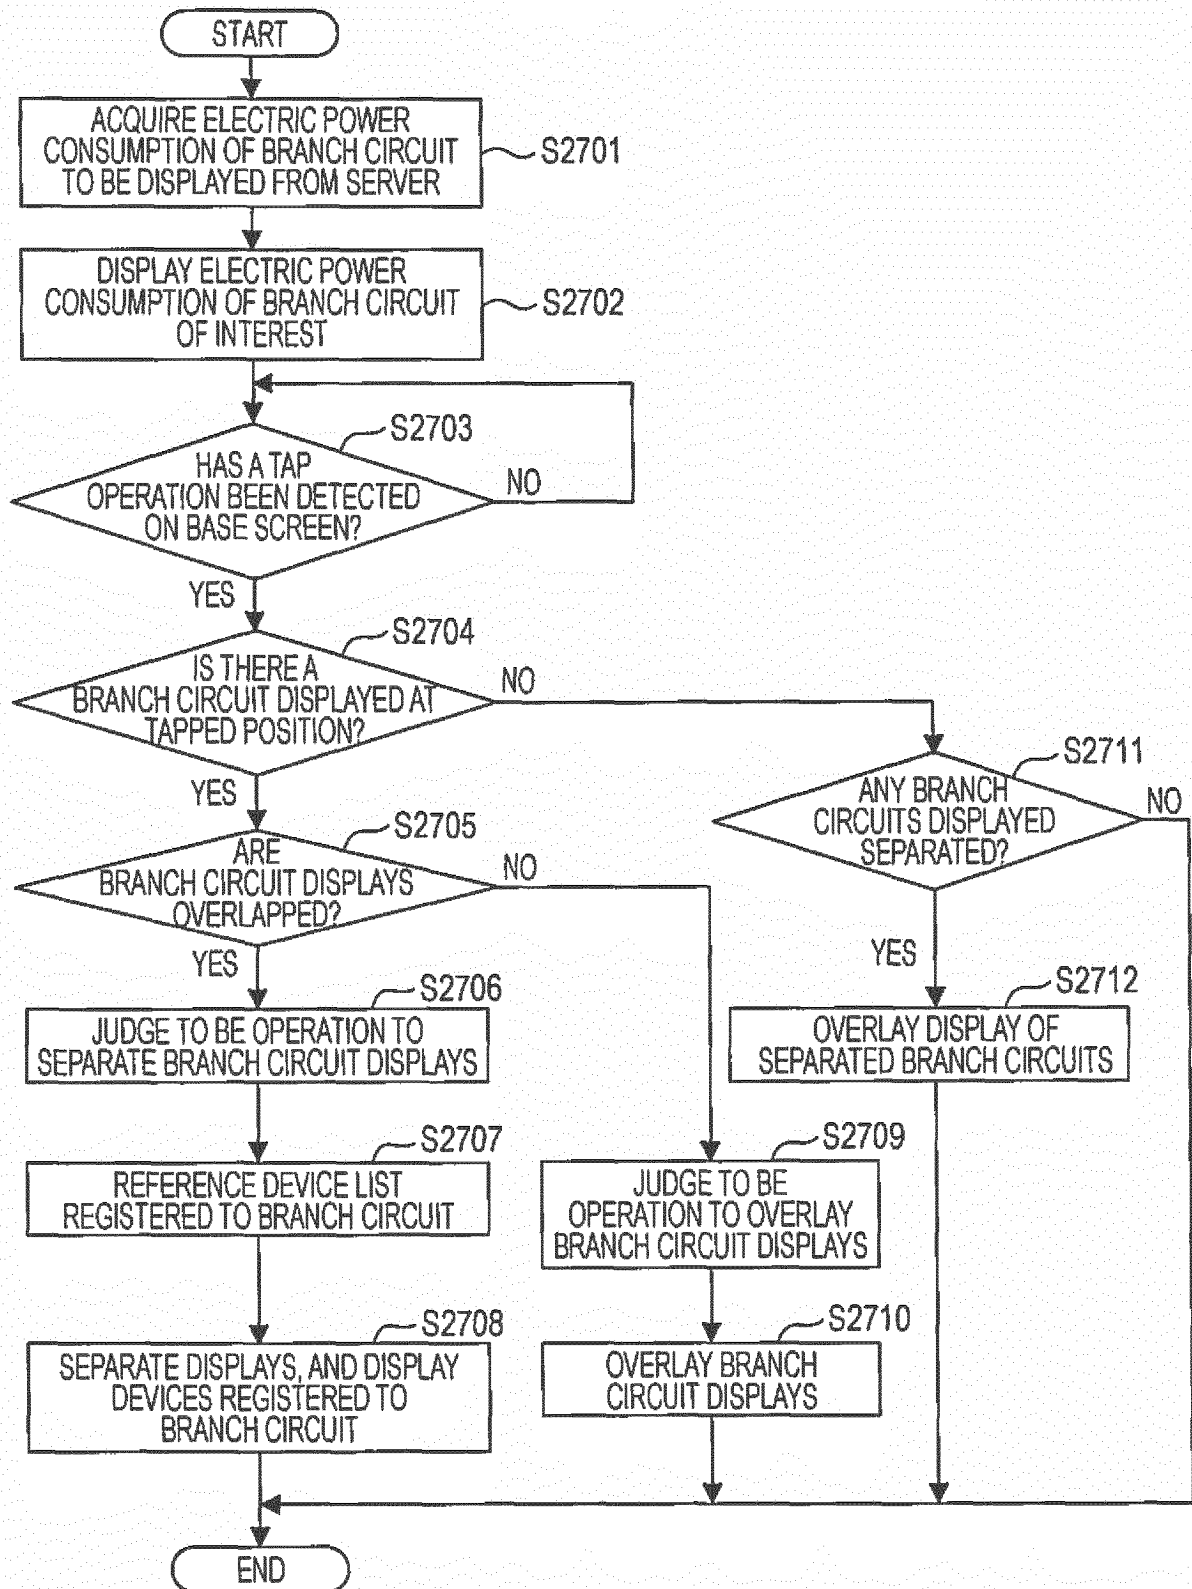 START
ACQUIRE ELECTRIC POWER
CONSUMPTION OF BRANCH CIRCUIT
TO BE DISPLAYED FROM SERVER
S2701
DISPLAY ELECTRIC POWER
CONSUMPTION OF BRANCH CIRCUIT
OF INTEREST
S2702
S2703
HAS A TAP
OPERATION BEEN DETECTED
ON BASE SCREEN?
NO
YES
S2704
IS THERE A
BRANCH CIRCUIT DISPLAYED AT
TAPPED POSITION?
NO
YES
S2711
ANY BRANCH
CIRCUITS DISPLAYED
SEPARATED?
NO
YES
S2705
ARE
BRANCH CIRCUIT DISPLAYS
OVERLAPPED?
NO
YES
S2706
JUDGE TO BE OPERATION TO
SEPARATE BRANCH CIRCUIT DISPLAYS
S2712
OVERLAY DISPLAY OF
SEPARATED BRANCH CIRCUITS
S2707
REFERENCE DEVICE LIST
REGISTERED TO BRANCH CIRCUIT
S2709
JUDGE TO BE
OPERATION TO OVERLAY
BRANCH CIRCUIT DISPLAYS
S2708
SEPARATE DISPLAYS, AND DISPLAY
DEVICES REGISTERED TO
BRANCH CIRCUIT
S2710
OVERLAY BRANCH
CIRCUIT DISPLAYS
END